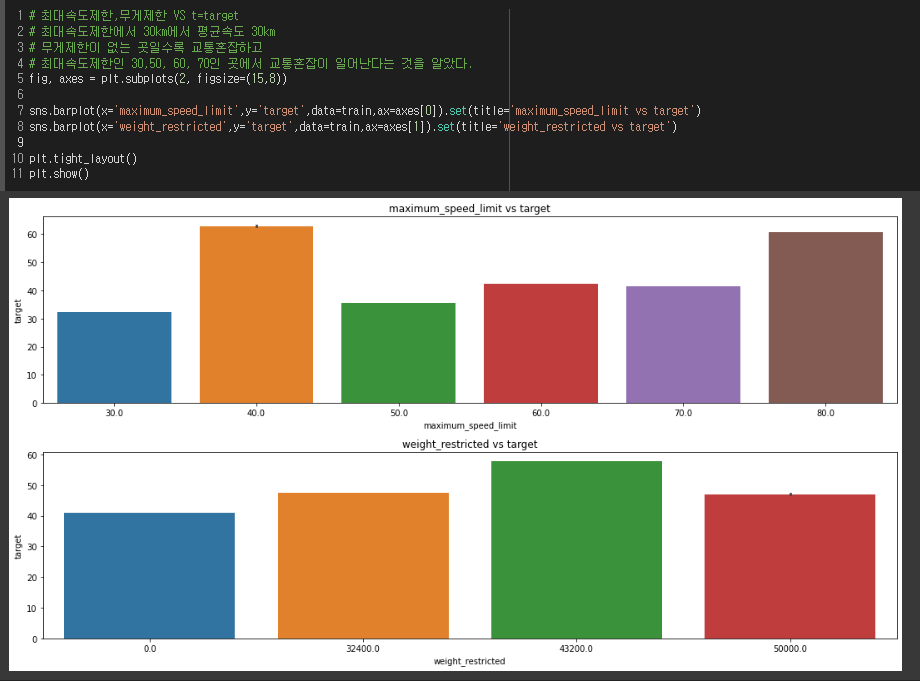 1 # 최대속도제한,무게제한 VS t=target
2 # 최대속도제한에서 30km에서 평균속도 30km
3 # 무게제한이 없는 곳일수록 교통혼잡하고
4 # 최대속도제한인 30,50, 60, 70인 곳에서 교통혼잡이 일어난다는 것을 알았다.
5 fig, axes = plt.subplots(2, figsize=(15,8))
6
7 sns.barplot(x='maximum_speed_limit',y='target',data=train,ax=axes[0]).set(title='maximum_speed_limit vs target')
8 sns.barplot(x='weight_restricted',y='target',data=train,ax=axes[1]).set(title='weight_restricted vs target')
9
10 plt.tight_layout()
11 plt.show()
maximum_speed_limit vs target
60
50
40
30
20
10
0
target
30.0 40.0 50.0 60.0 70.0 80.0
maximum_speed_limit
weight_restricted vs target
60
50
40
30
20
10
0
target
0.0 32400.0 43200.0 50000.0
weight_restricted